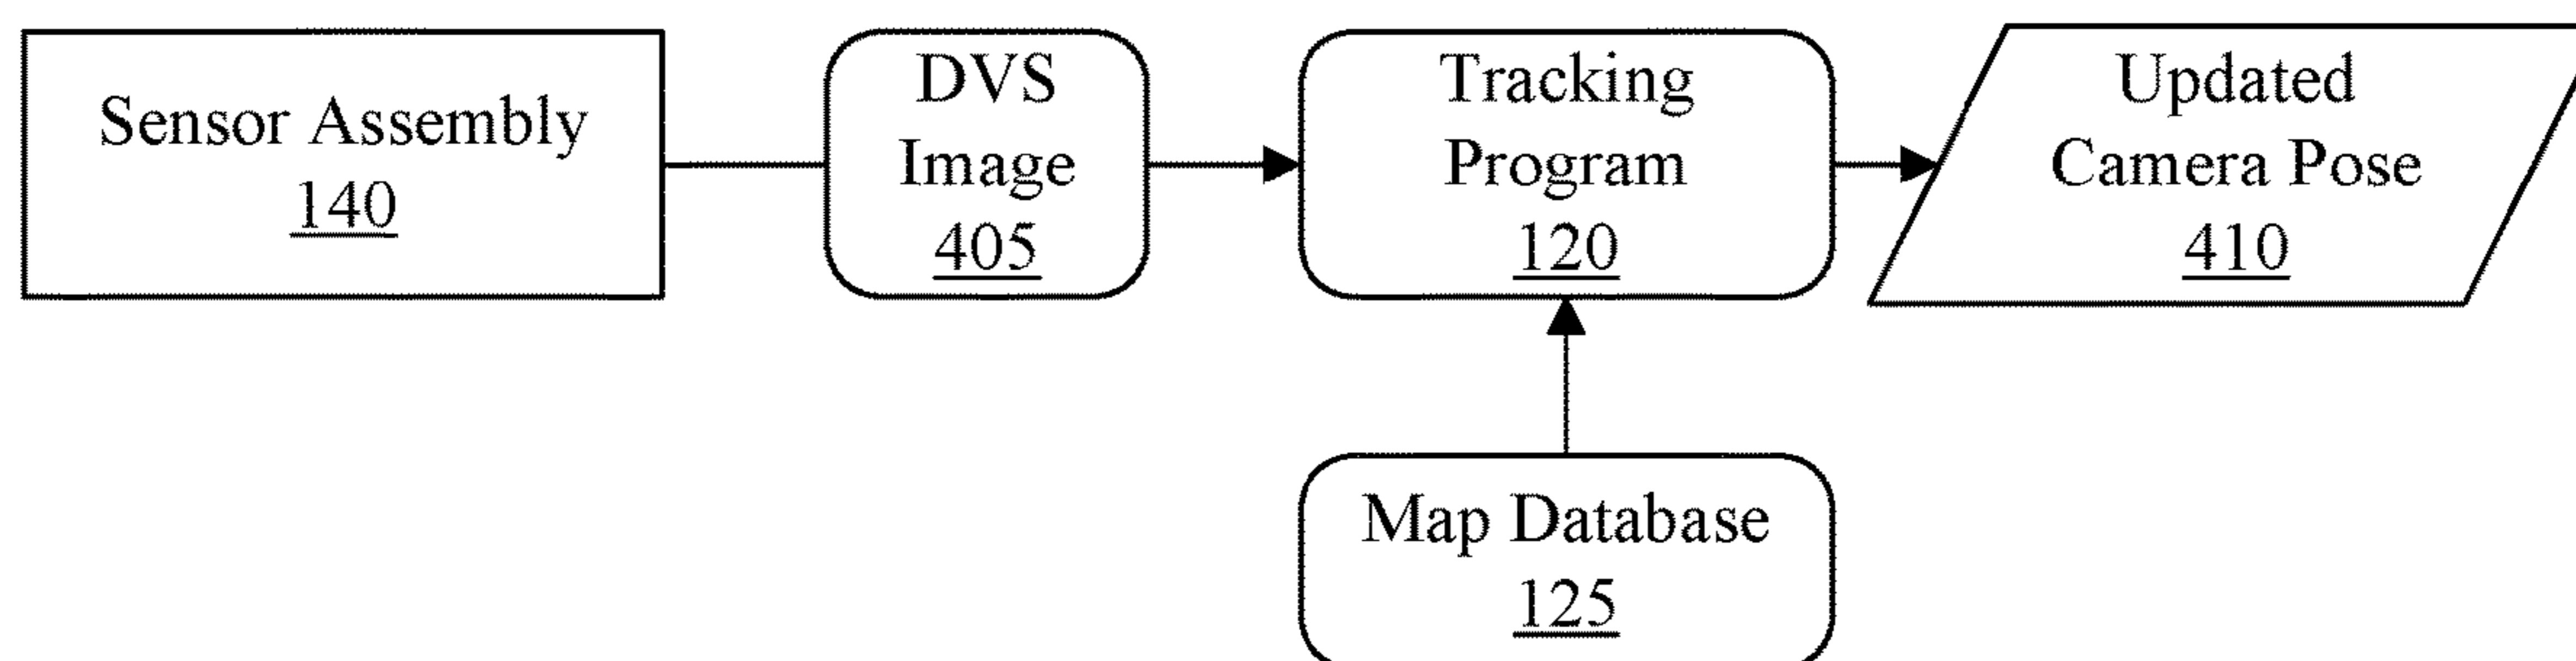 Sensor Assembly
140
DVS
Image
405
Tracking
Program
120
Updated
Camera Pose
410
Map Database
125